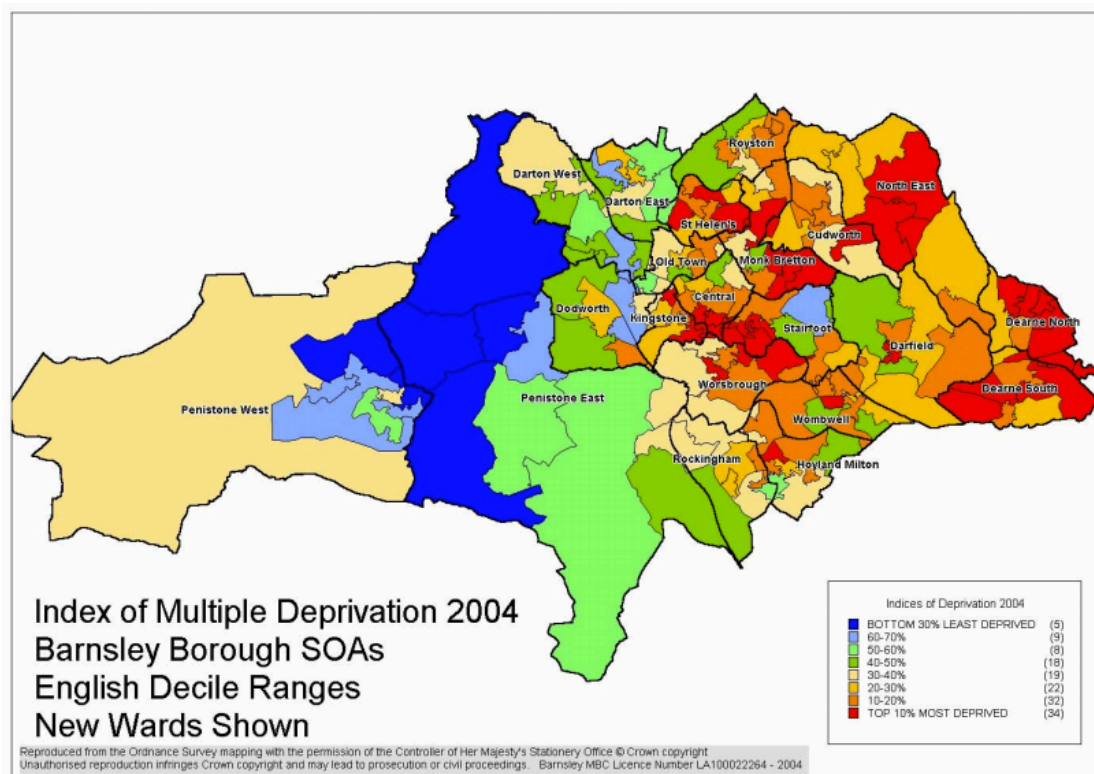 Royston
Darton West
North East
Darton East
St Helen's
Cudworth
Old Town
Monk Bretton
Central
Dodworth
Kingstone
Stairfoot
Dearne North
Darfield
Worsbrough
Dearne South
Penistone East
Penistone West
Wombwell
Rockingham
Hoyland Milton
Index of Multiple Deprivation 2004
Barnsley Borough SOAs
English Decile Ranges
New Wards Shown
Indices of Deprivation 2004
BOTTOM 30% LEAST DEPRIVED (5)
60-70% (9)
50-60% (8)
40-50% (18)
30-40% (19)
20-30% (22)
10-20% (32)
TOP 10% MOST DEPRIVED (34)
Reproduced from the Ordnance Survey mapping with the permission of the Controller of Her Majesty's Stationery Office © Crown copyright
Unauthorised reproduction infringes Crown copyright and may lead to prosecution or civil proceedings. Barnsley MBC Licence Number LA100022264 - 2004